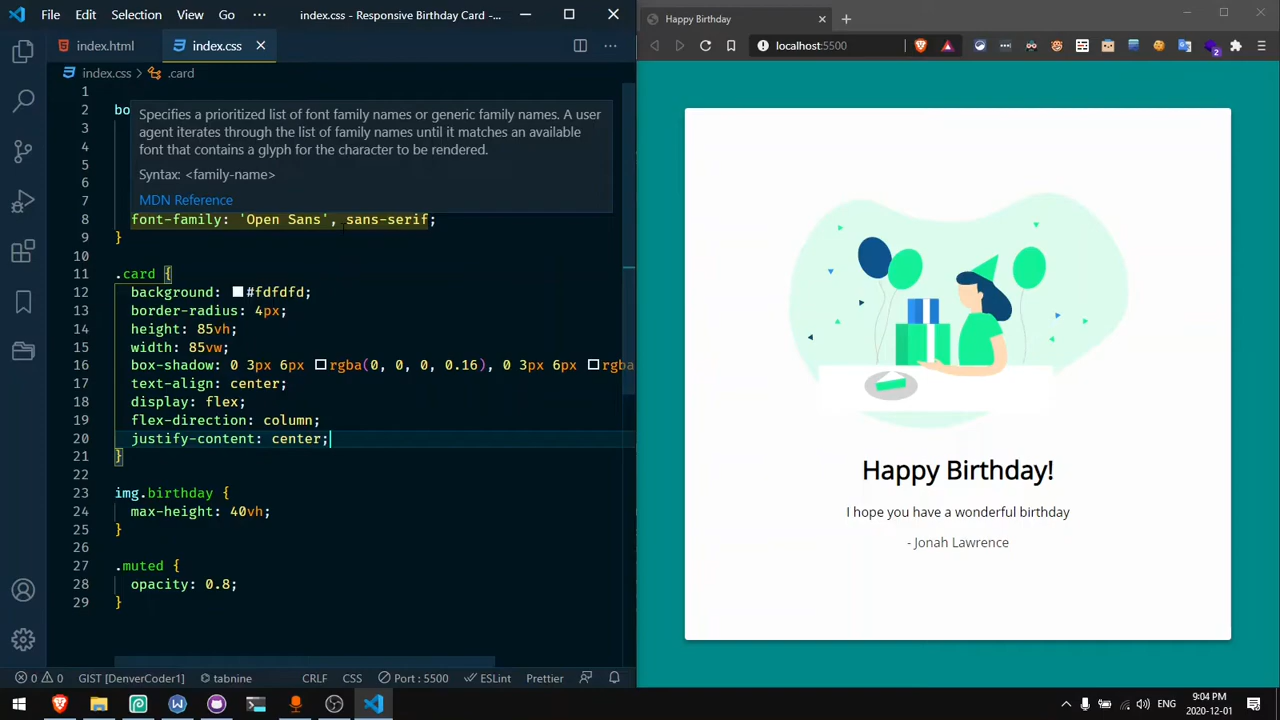 File Edit Selection View Go ··· index.css - Responsive Birthday Card -...
index.html index.css
index.css > .card
1
2 bo
3
4
5
6
7
Specifies a prioritized list of font family names or generic family names. A user
agent iterates through the list of family names until it matches an available
font that contains a glyph for the character to be rendered.
Syntax: <family-name>
MDN Reference
8 font-family: 'Open Sans', sans-serif;
9 }
10
11 .card {
12 background: #fdfdfd;
13 border-radius: 4px;
14 height: 85vh;
15 width: 85vw;
16 box-shadow: 0 3px 6px rgba(0, 0, 0, 0.16), 0 3px 6px rgba
17 text-align: center;
18 display: flex;
19 flex-direction: column;
20 justify-content: center;
21 }
22
23 img.birthday {
24 max-height: 40vh;
25 }
26
27 .muted {
28 opacity: 0.8;
29 }
0 0 GIST [DenverCoder1] tabnine CRLF CSS Port : 5500 ESLint Prettier
Happy Birthday
localhost:5500
2
Happy Birthday!
I hope you have a wonderful birthday
- Jonah Lawrence
ENG
9:04 PM
2020-12-01